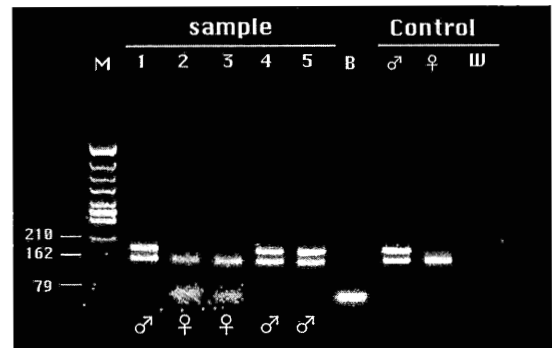 sample Control
M 1 2 3 4 5 B ♂ ♀ W
210
162
79
♂ ♀ ♀ ♂ ♂